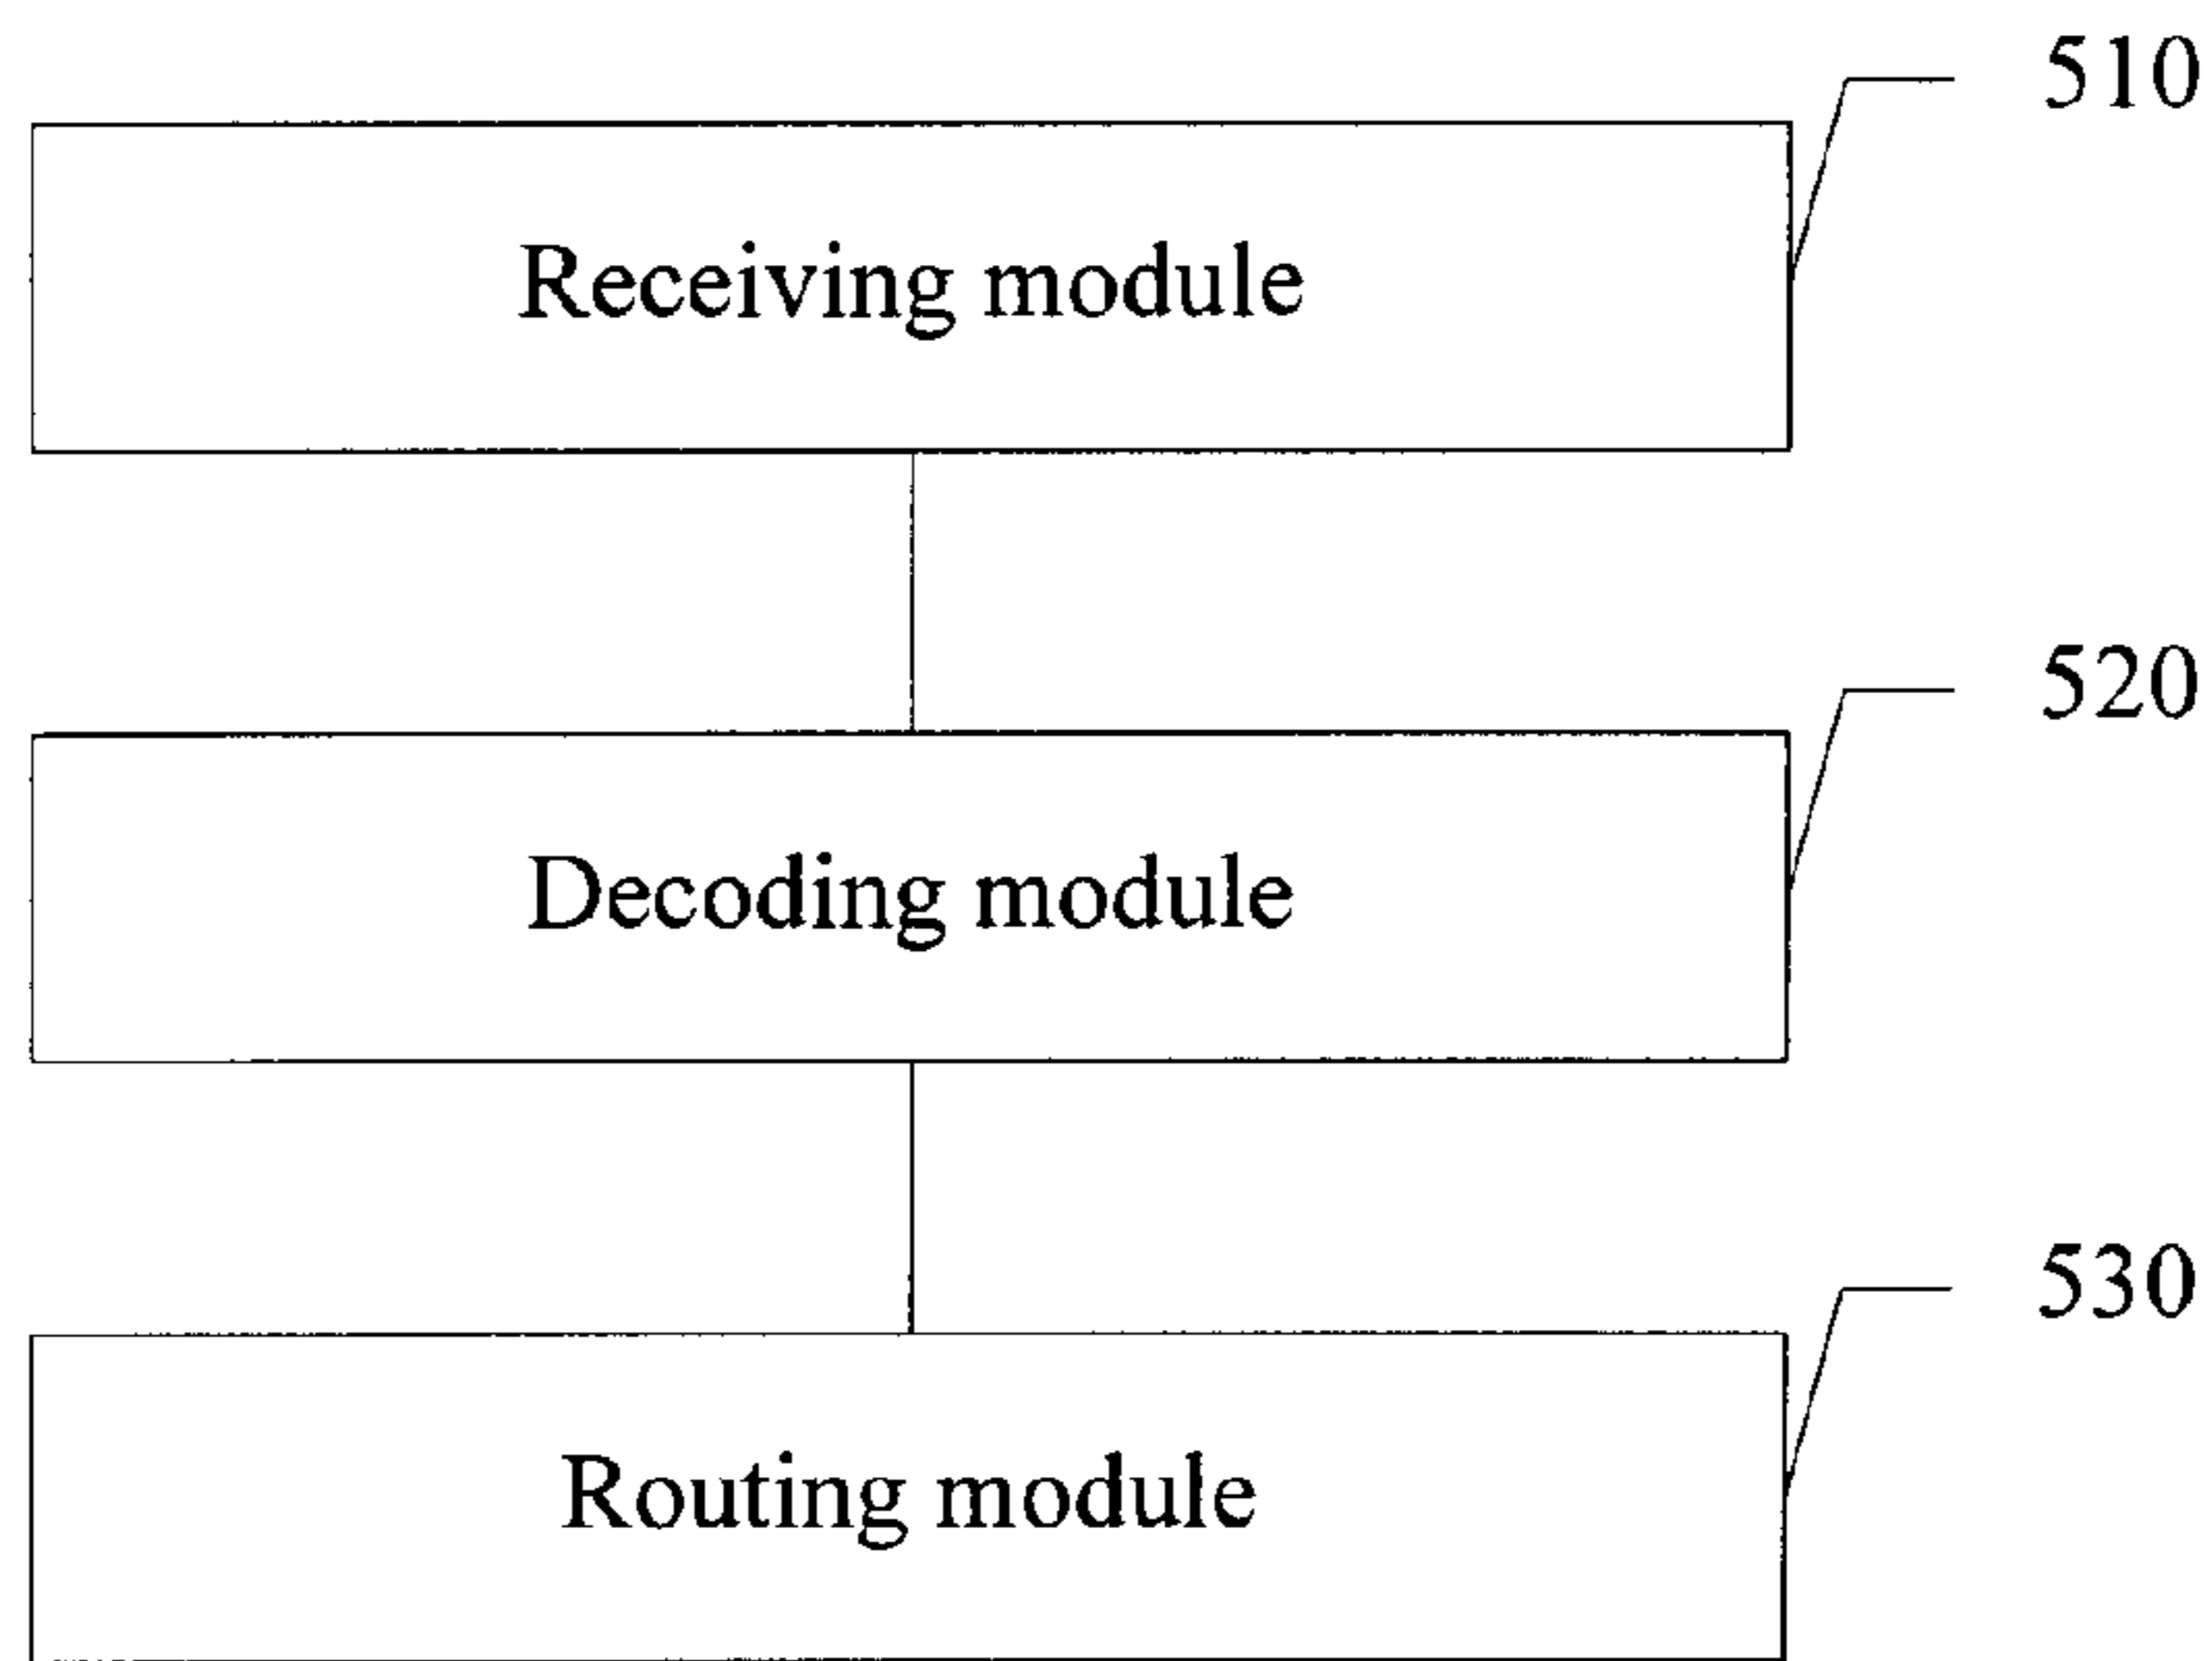 510
Receiving module
520
Decoding module
530
Routing module